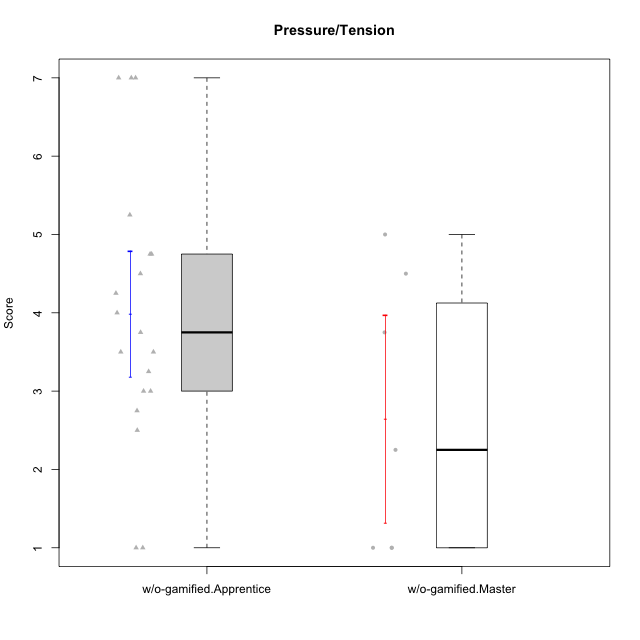 Pressure/Tension
7
6
5
4
3
2
1
Score
w/o-gamified.Apprentice
w/o-gamified.Master